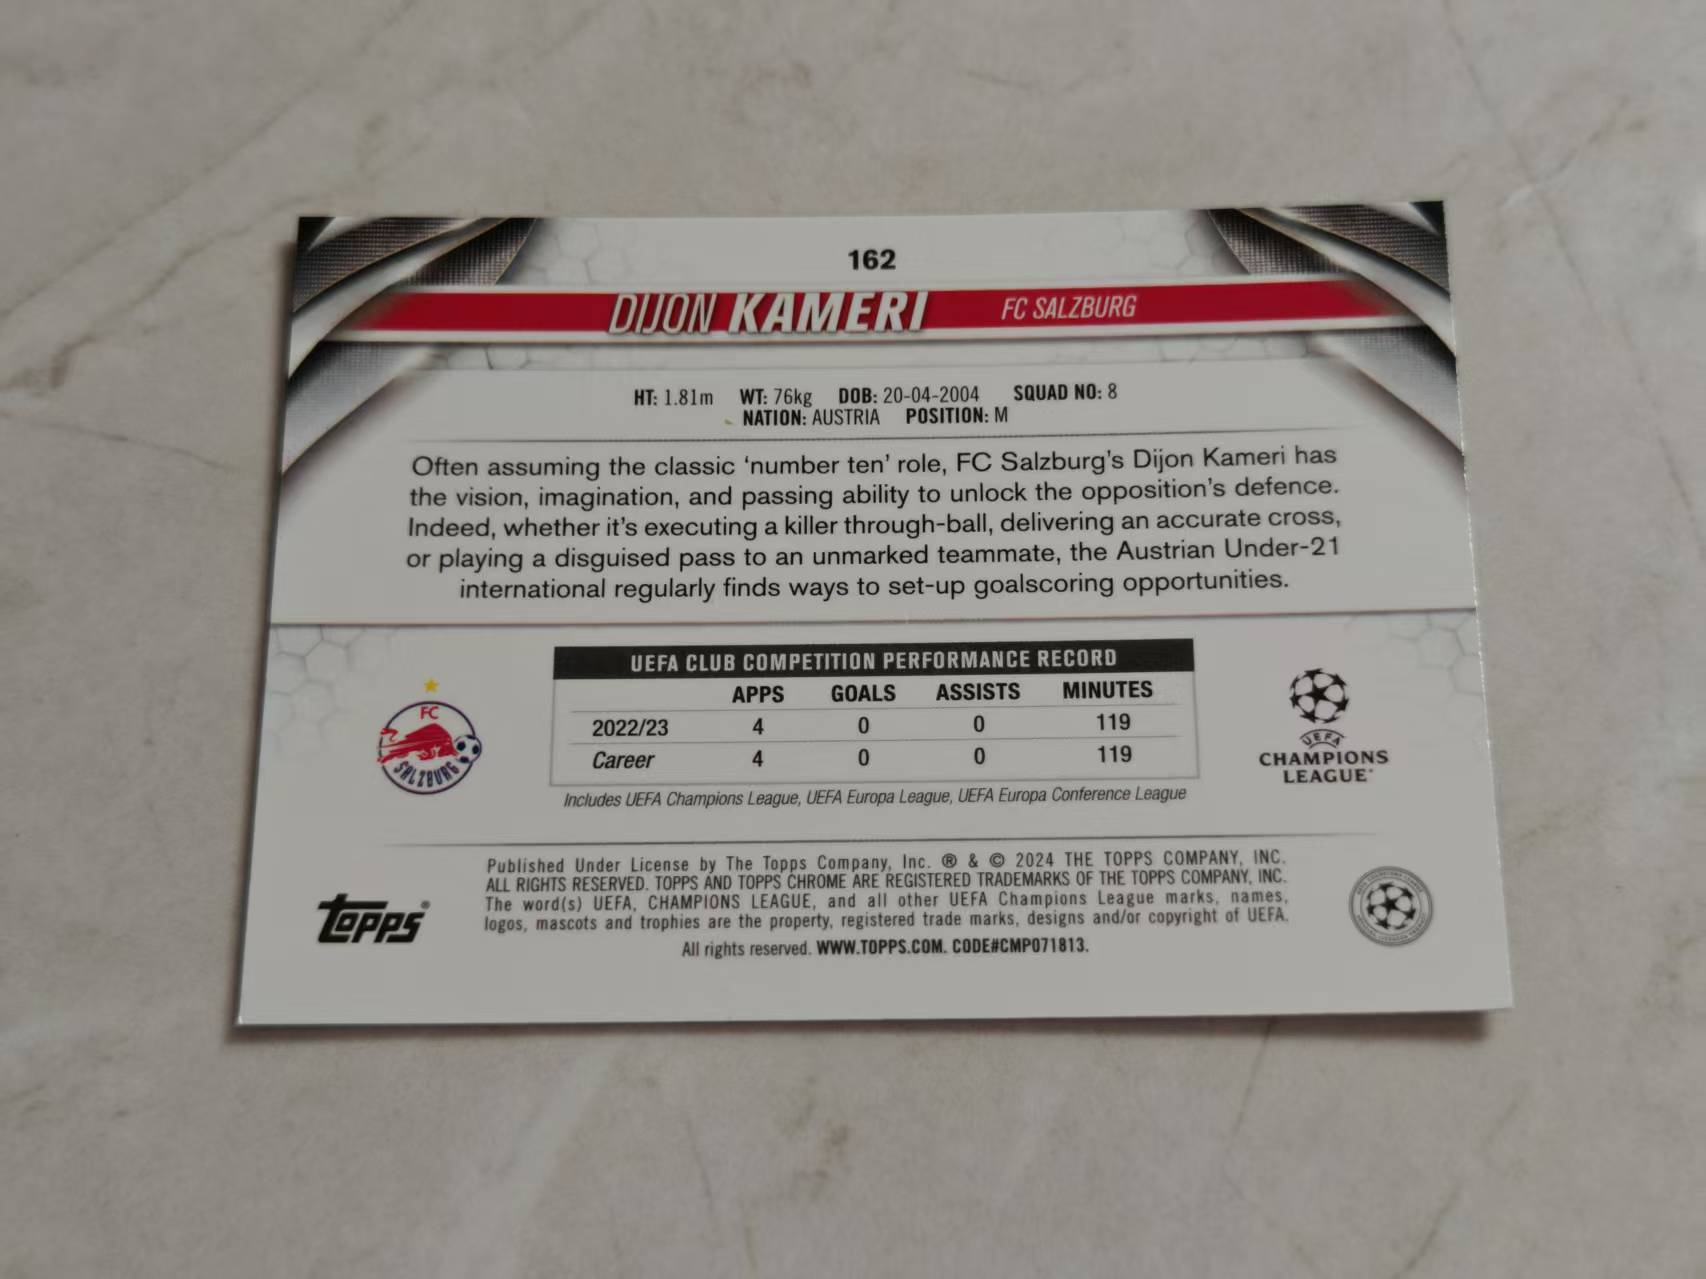 162
DIJON KAMERI FC SALZBURG
HT: 1.81m WT: 76kg DOB: 20-04-2004 SQUAD NO: 8
NATION: AUSTRIA POSITION: M
Often assuming the classic ‘number ten’ role, FC Salzburg’s Dijon Kameri has
the vision, imagination, and passing ability to unlock the opposition’s defence.
Indeed, whether it’s executing a killer through-ball, delivering an accurate cross,
or playing a disguised pass to an unmarked teammate, the Austrian Under-21
international regularly finds ways to set-up goalscoring opportunities.
UEFA CLUB COMPETITION PERFORMANCE RECORD
APPS GOALS ASSISTS MINUTES
2022/23 4 0 0 119
Career 4 0 0 119
Includes UEFA Champions League, UEFA Europa League, UEFA Europa Conference League
FC
SALZBURG
UEFA
CHAMPIONS
LEAGUE
Published Under License by The Topps Company, Inc. ® & © 2024 THE TOPPS COMPANY, INC.
ALL RIGHTS RESERVED. TOPPS AND TOPPS CHROME ARE REGISTERED TRADEMARKS OF THE TOPPS COMPANY, INC.
The word(s) UEFA, CHAMPIONS LEAGUE, and all other UEFA Champions League marks, names,
logos, mascots and trophies are the property, registered trade marks, designs and/or copyright of UEFA.
All rights reserved. WWW.TOPPS.COM. CODE#CMP071813.
Topps®